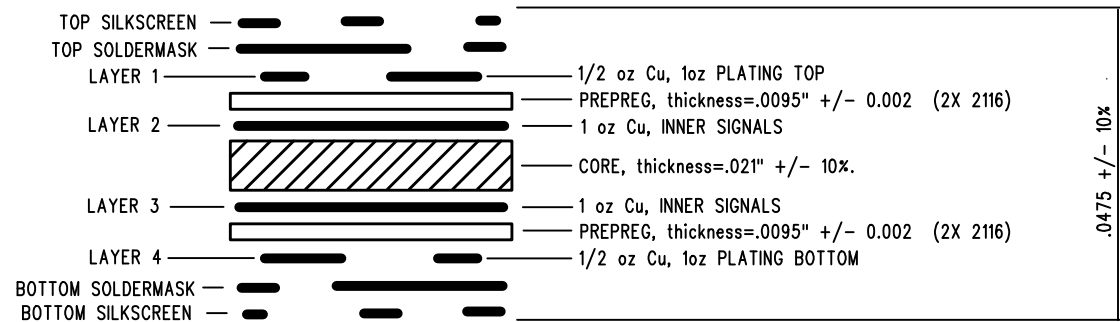 TOP SILKSCREEN
TOP SOLDERMASK
LAYER 1
1/2 oz Cu, 1oz PLATING TOP
PREPREG, thickness=.0095" +/- 0.002 (2X 2116)
LAYER 2
1 oz Cu, INNER SIGNALS
CORE, thickness=.021" +/- 10%.
LAYER 3
1 oz Cu, INNER SIGNALS
PREPREG, thickness=.0095" +/- 0.002 (2X 2116)
LAYER 4
1/2 oz Cu, 1oz PLATING BOTTOM
BOTTOM SOLDERMASK
BOTTOM SILKSCREEN
.0475 +/- 10%